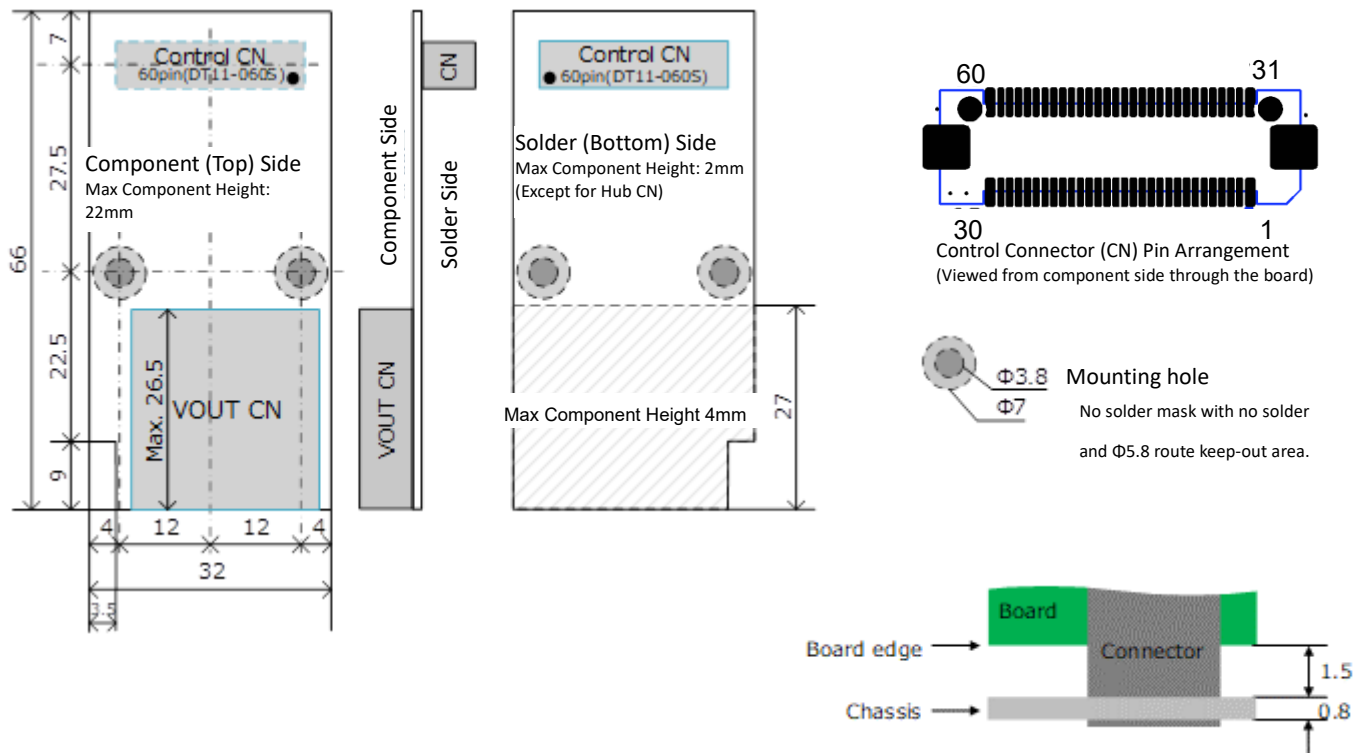 7
Control CN
60pin(DT11-060S)
27.5
Component (Top) Side
Max Component Height:
22mm
66
22.5
Max. 26.5
VOUT CN
9
4
12
12
4
32
3.5
CN
Component Side
Solder Side
VOUT CN
Control CN
60pin(DT11-060S)
Solder (Bottom) Side
Max Component Height: 2mm
(Except for Hub CN)
Max Component Height 4mm
27
60
31
30
1
Control Connector (CN) Pin Arrangement
(Viewed from component side through the board)
Φ3.8
Φ7
Mounting hole
No solder mask with no solder
and Φ5.8 route keep-out area.
Board
Board edge
Connector
1.5
Chassis
0.8